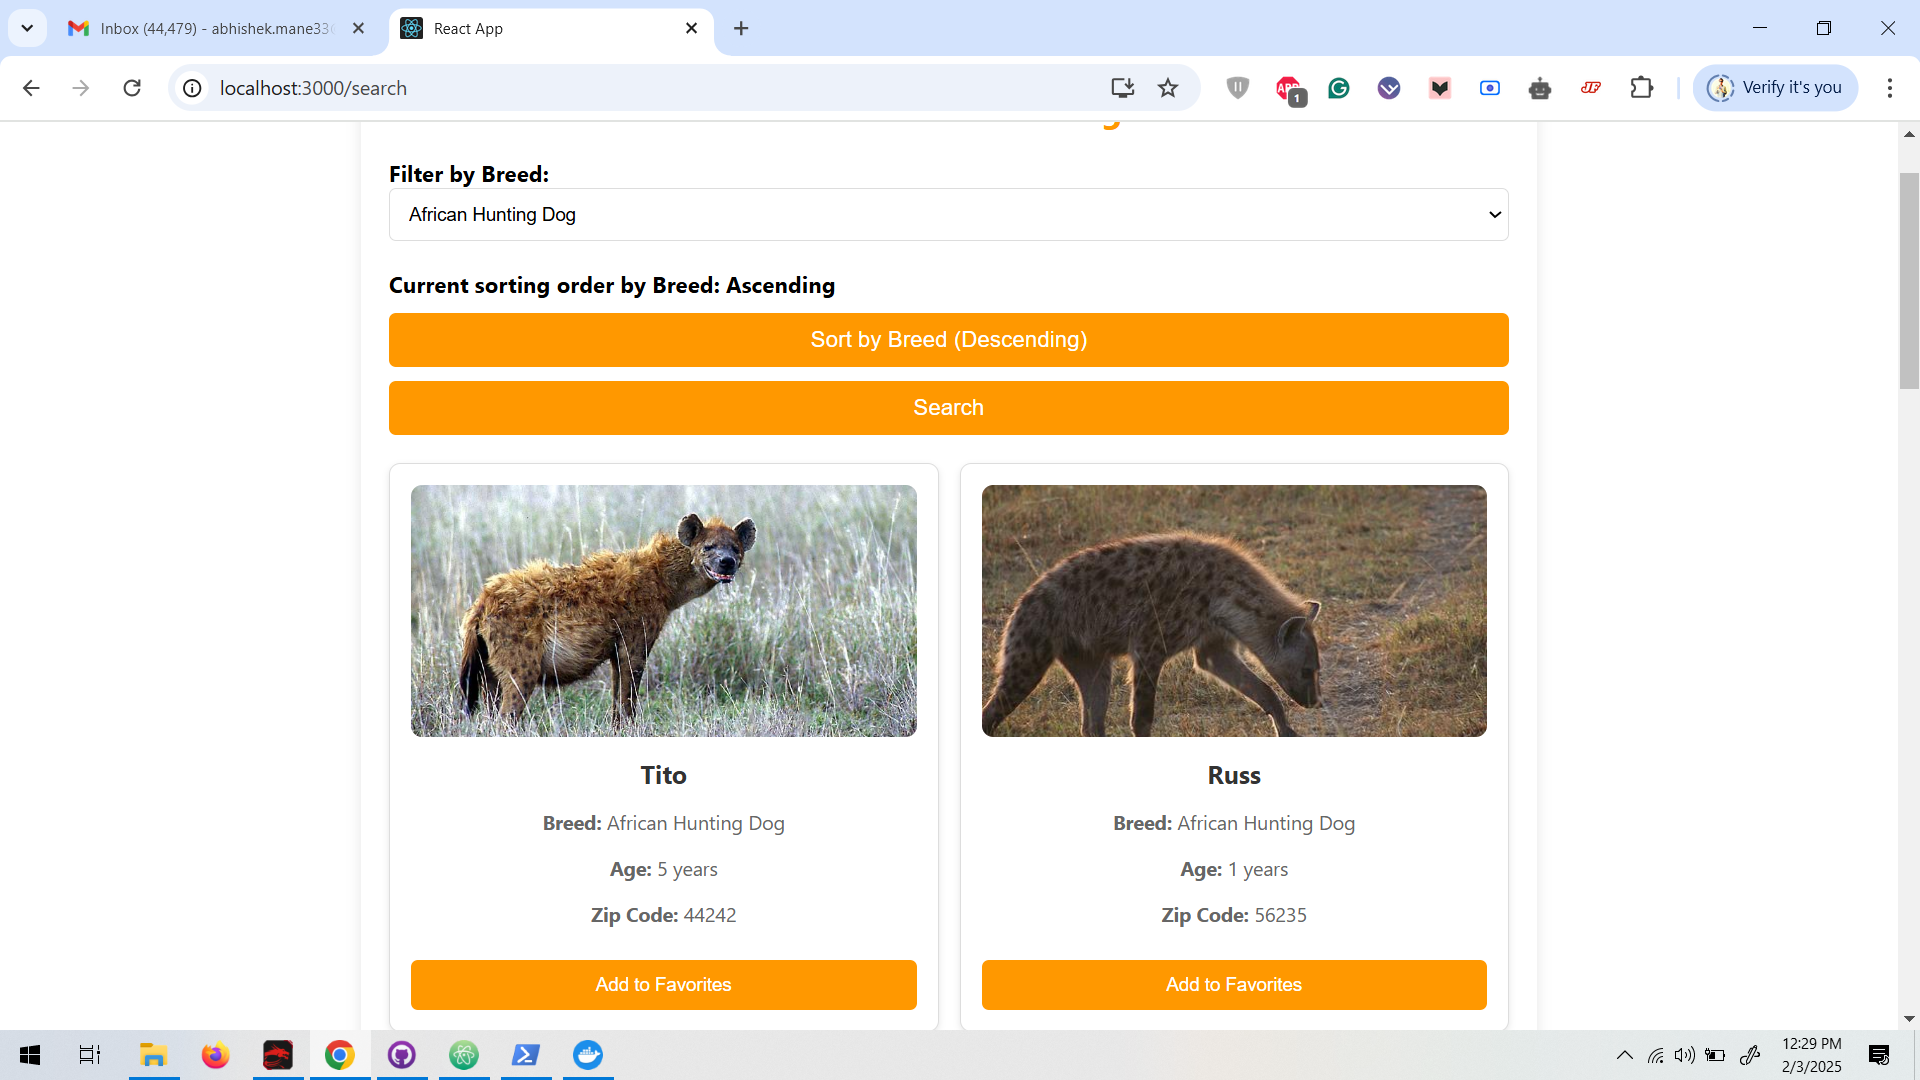 Inbox (44,479) - abhishek.mane33
React App
localhost:3000/search
1
Verify it's you
Filter by Breed:
African Hunting Dog
Current sorting order by Breed: Ascending
Sort by Breed (Descending)
Search
Tito
Breed: African Hunting Dog
Age: 5 years
Zip Code: 44242
Add to Favorites
Russ
Breed: African Hunting Dog
Age: 1 years
Zip Code: 56235
Add to Favorites
12:29 PM
2/3/2025